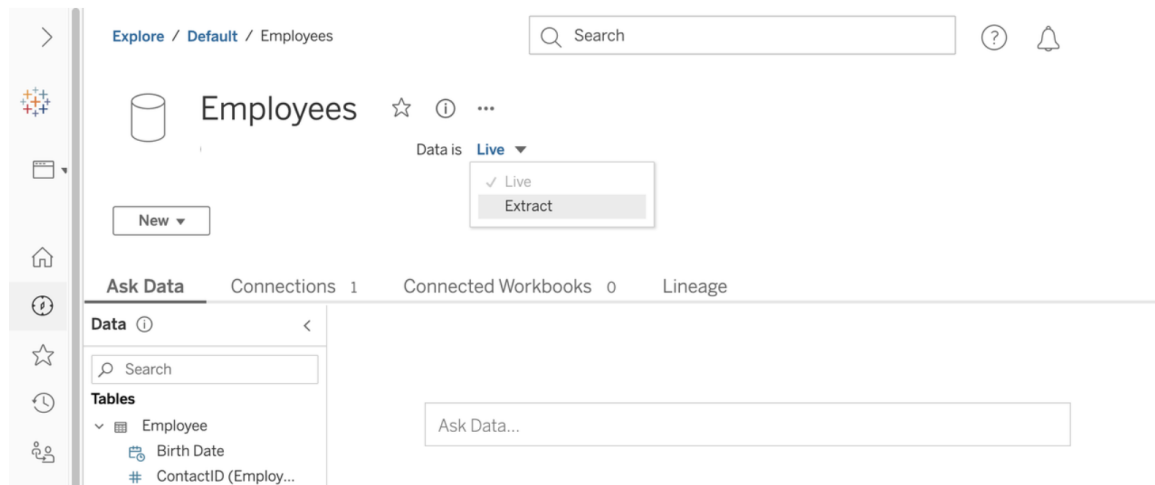 Explore / Default / Employees
Search
Employees
Data is Live
Live
Extract
New
Ask Data
Connections 1
Connected Workbooks 0
Lineage
Data
Search
Tables
Employee
Birth Date
ContactID (Employ...
Ask Data...